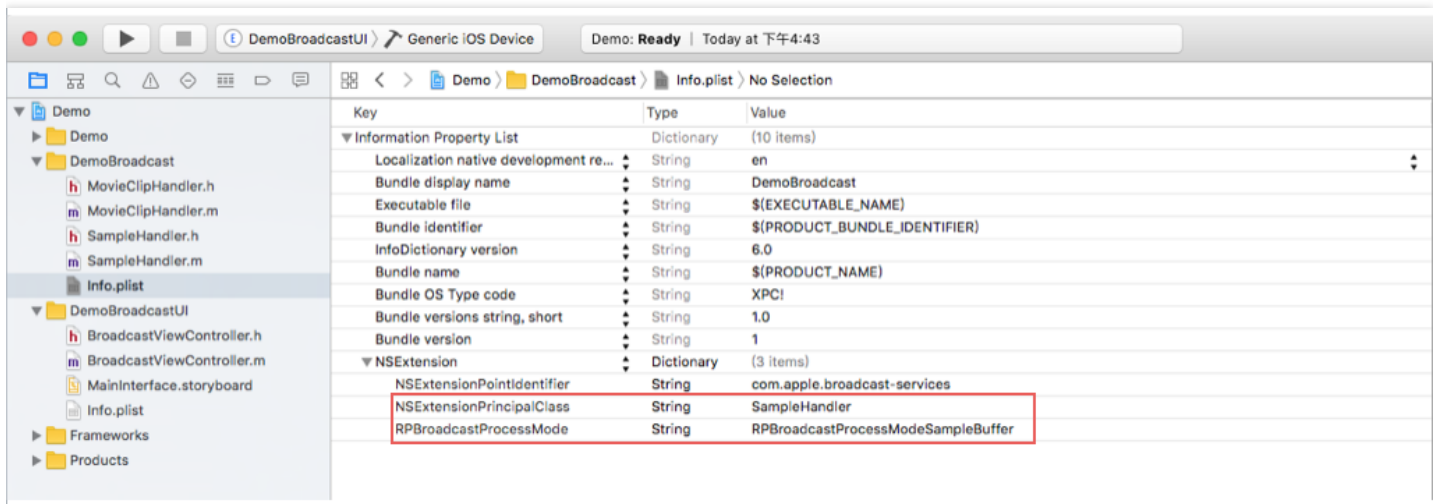 DemoBroadcastUI 〉 Generic iOS Device
Demo: Ready | Today at 下午4:43
Demo 〉 DemoBroadcast 〉 Info.plist 〉 No Selection
Demo
Demo
DemoBroadcast
MovieClipHandler.h
MovieClipHandler.m
SampleHandler.h
SampleHandler.m
Info.plist
DemoBroadcastUI
BroadcastViewController.h
BroadcastViewController.m
MainInterface.storyboard
Info.plist
Frameworks
Products
Key Type Value
Information Property List Dictionary (10 items)
Localization native development re... String en
Bundle display name String DemoBroadcast
Executable file String $(EXECUTABLE_NAME)
Bundle identifier String $(PRODUCT_BUNDLE_IDENTIFIER)
InfoDictionary version String 6.0
Bundle name String $(PRODUCT_NAME)
Bundle OS Type code String XPC!
Bundle versions string, short String 1.0
Bundle version String 1
NSExtension Dictionary (3 items)
NSExtensionPointIdentifier String com.apple.broadcast-services
NSExtensionPrincipalClass String SampleHandler
RPBroadcastProcessMode String RPBroadcastProcessModeSampleBuffer